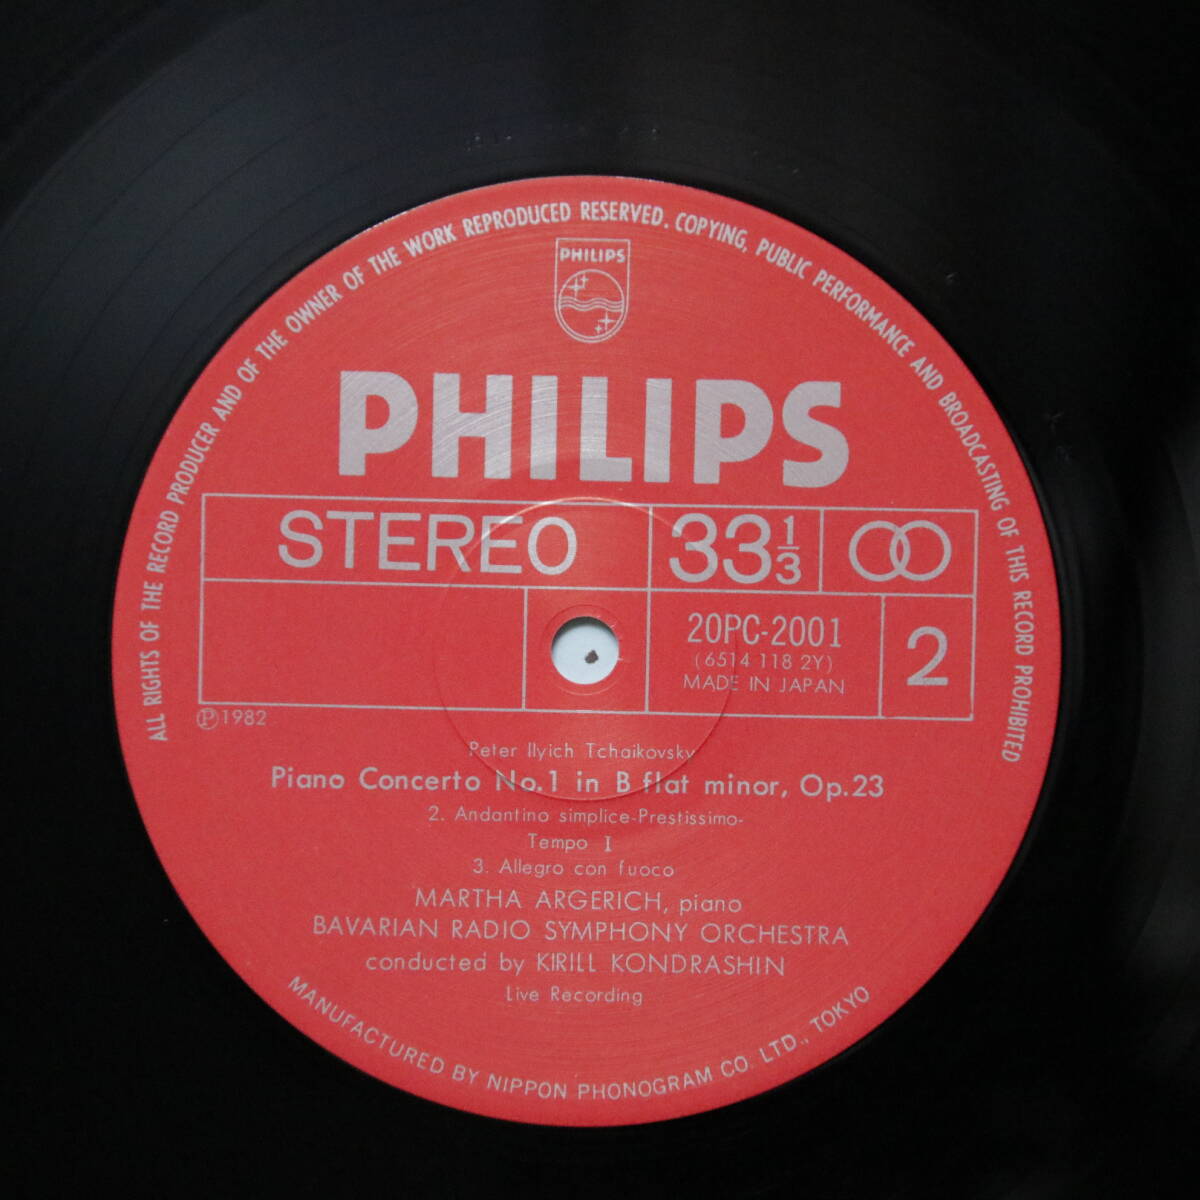 ALL RIGHTS OF THE RECORD PRODUCER AND OF THE OWNER OF THE WORK REPRODUCED RESERVED. COPYING, PUBLIC PERFORMANCE AND BROADCASTING OF THIS RECORD PROHIBITED
PHILIPS
PHILIPS
STEREO 33 1/3
20PC-2001
(6514 118 2Y)
MADE IN JAPAN
2
Ⓟ1982
Peter Ilyich Tchaikovsky
Piano Concerto No.1 in B flat minor, Op.23
2. Andantino simplice-Prestissimo-
Tempo I
3. Allegro con fuoco
MARTHA ARGERICH, piano
BAVARIAN RADIO SYMPHONY ORCHESTRA
conducted by KIRILL KONDRASHIN
Live Recording
MANUFACTURED BY NIPPON PHONOGRAM CO. LTD., TOKYO